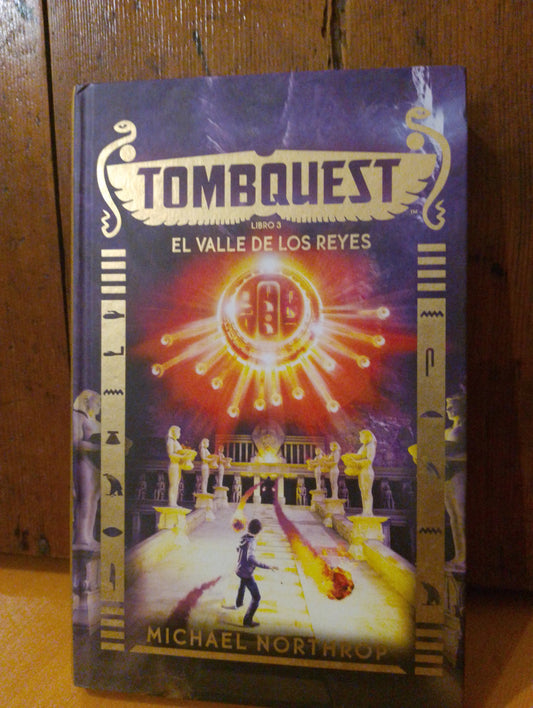 TOMBQUEST
LIBRO 3
EL VALLE DE LOS REYES
MICHAEL NORTHROP